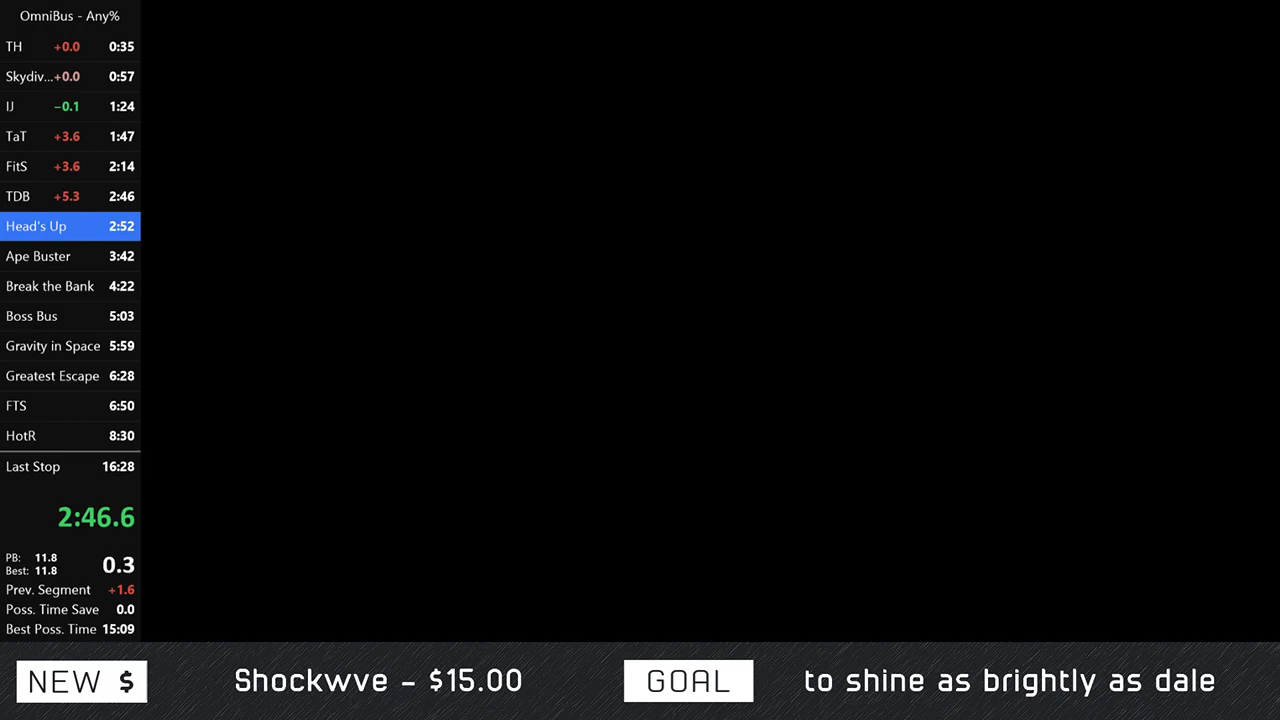 OmniBus - Any%
TH +0.0 0:35
Skydiv... +0.0 0:57
IJ −0.1 1:24
TaT +3.6 1:47
FitS +3.6 2:14
TDB +5.3 2:46
Head's Up 2:52
Ape Buster 3:42
Break the Bank 4:22
Boss Bus 5:03
Gravity in Space 5:59
Greatest Escape 6:28
FTS 6:50
HotR 8:30
Last Stop 16:28
2:46.6
PB: 11.8
Best: 11.8
0.3
Prev. Segment +1.6
Poss. Time Save 0.0
Best Poss. Time 15:09
NEW $ Shockwve - $15.00 GOAL to shine as brightly as dale